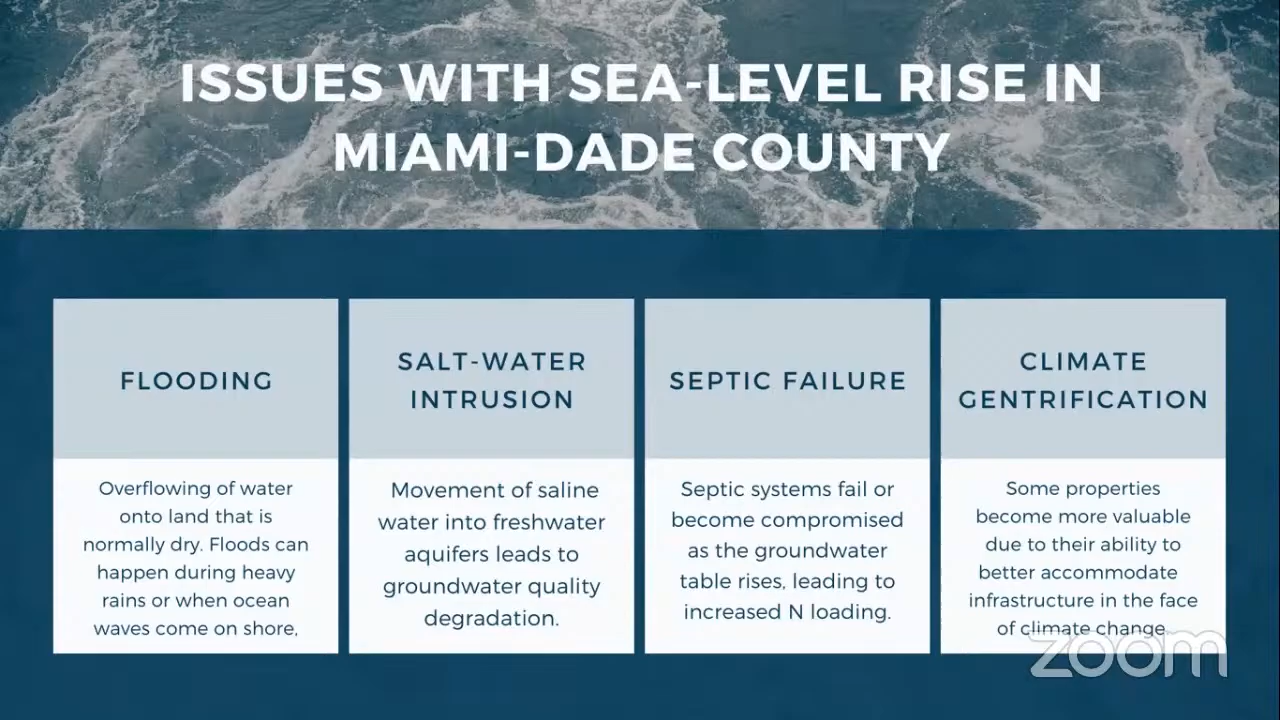 ISSUES WITH SEA-LEVEL RISE IN
MIAMI-DADE COUNTY
FLOODING
Overflowing of water
onto land that is
normally dry. Floods can
happen during heavy
rains or when ocean
waves come on shore,
SALT-WATER
INTRUSION
Movement of saline
water into freshwater
aquifers leads to
groundwater quality
degradation.
SEPTIC FAILURE
Septic systems fail or
become compromised
as the groundwater
table rises, leading to
increased N loading.
CLIMATE
GENTRIFICATION
Some properties
become more valuable
due to their ability to
better accommodate
infrastructure in the face
of climate change.
zoom